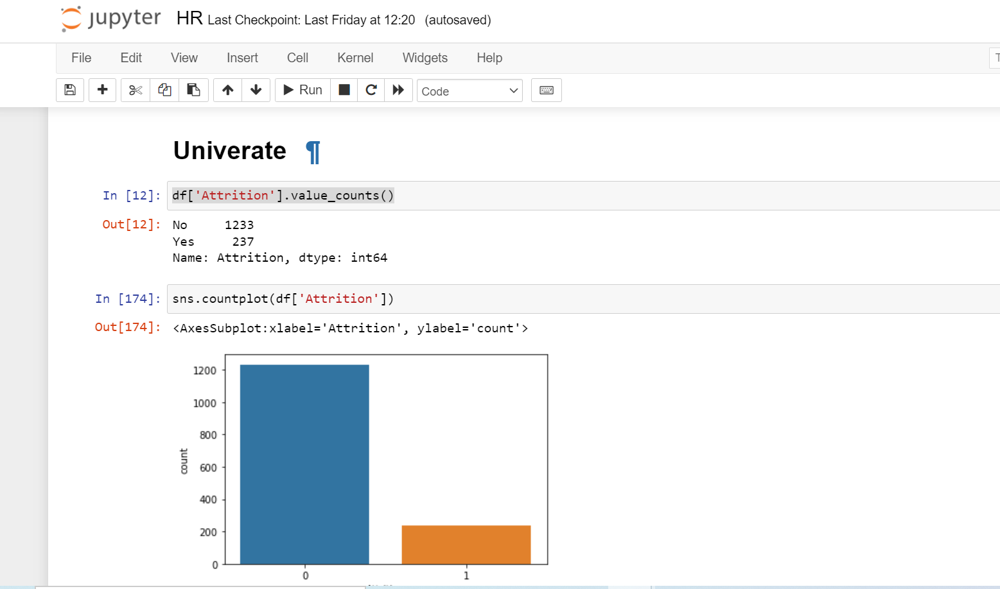 jupyter HR Last Checkpoint: Last Friday at 12:20 (autosaved)
File Edit View Insert Cell Kernel Widgets Help
Run Code
Univerate ¶
In [12]: df['Attrition'].value_counts()
Out[12]: No 1233
Yes 237
Name: Attrition, dtype: int64
In [174]: sns.countplot(df['Attrition'])
Out[174]: <AxesSubplot:xlabel='Attrition', ylabel='count'>
1200
1000
800
600
400
200
0
count
0 1